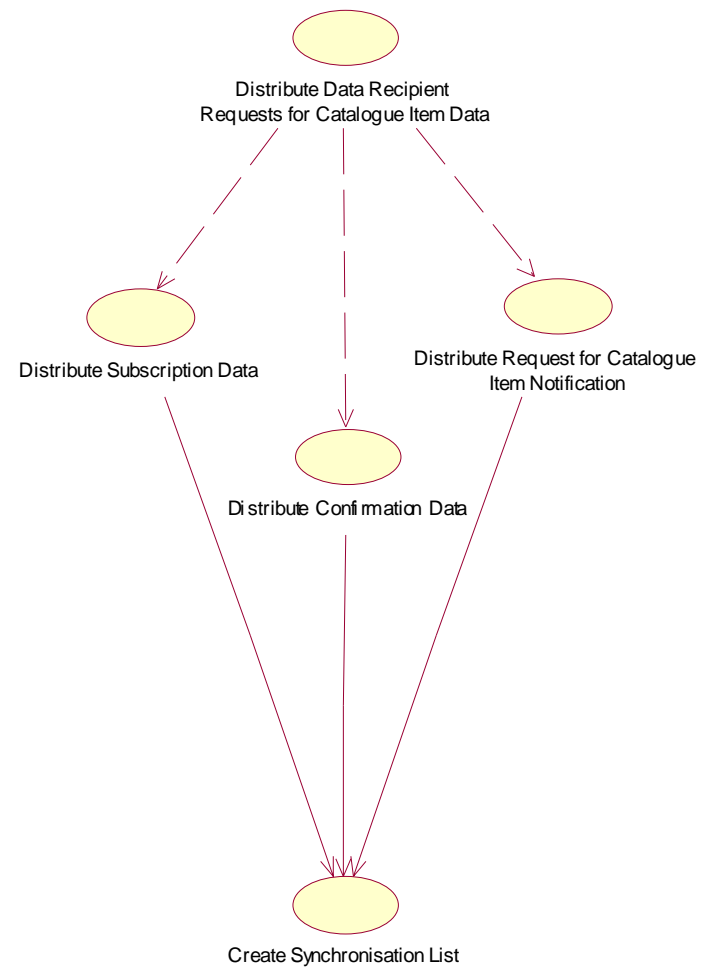 Distribute Data Recipient
Requests for Catalogue Item Data
Distribute Subscription Data
Distribute Request for Catalogue
Item Notification
Distribute Confirmation Data
Create Synchronisation List